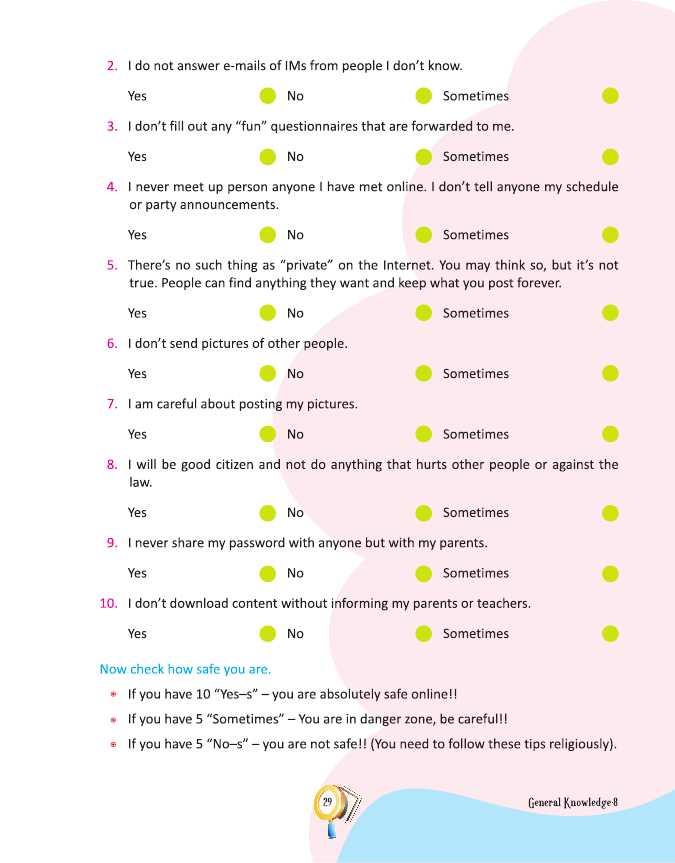 2. I do not answer e-mails of IMs from people I don’t know.
Yes No Sometimes
3. I don’t fill out any “fun” questionnaires that are forwarded to me.
Yes No Sometimes
4. I never meet up person anyone I have met online. I don’t tell anyone my schedule
or party announcements.
Yes No Sometimes
5. There’s no such thing as “private” on the Internet. You may think so, but it’s not
true. People can find anything they want and keep what you post forever.
Yes No Sometimes
6. I don’t send pictures of other people.
Yes No Sometimes
7. I am careful about posting my pictures.
Yes No Sometimes
8. I will be good citizen and not do anything that hurts other people or against the
law.
Yes No Sometimes
9. I never share my password with anyone but with my parents.
Yes No Sometimes
10. I don’t download content without informing my parents or teachers.
Yes No Sometimes
Now check how safe you are.
If you have 10 “Yes–s” – you are absolutely safe online!!
If you have 5 “Sometimes” – You are in danger zone, be careful!!
If you have 5 “No–s” – you are not safe!! (You need to follow these tips religiously).
29
General Knowledge-8